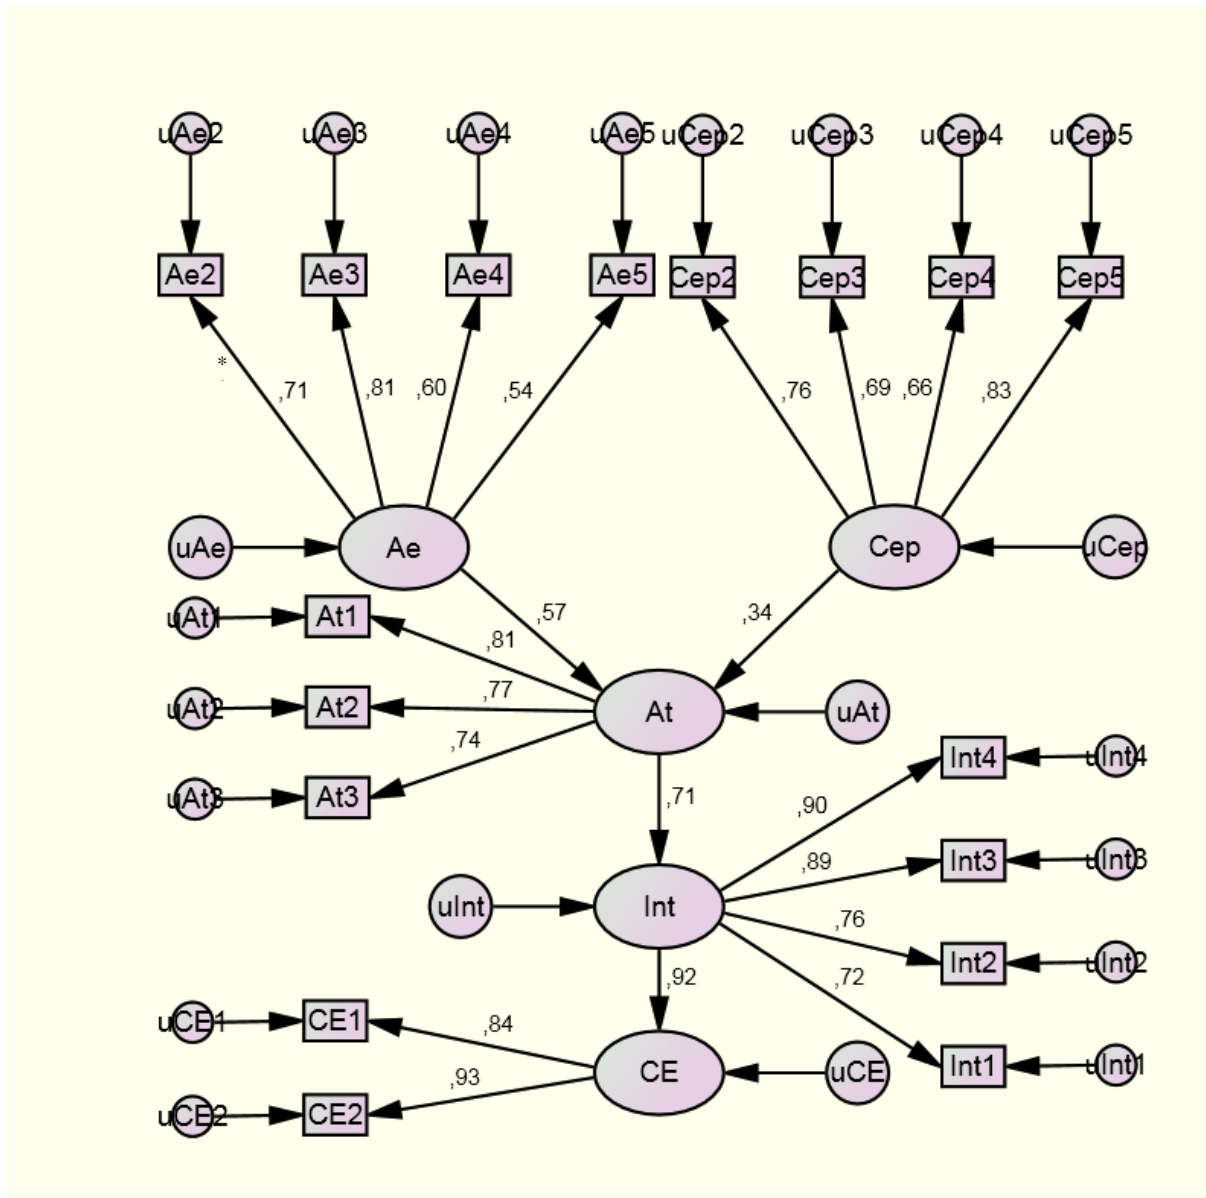 uAe2 uAe3 uAe4 uAe5 uCep2 uCep3 uCep4 uCep5
Ae2 Ae3 Ae4 Ae5 Cep2 Cep3 Cep4 Cep5
*
,71 ,81 ,60 ,54 ,76 ,69 ,66 ,83
uAe Ae Cep uCep
,57 ,34
uAt1 At1
,81
,77
uAt2 At2 At uAt
,74
uAt3 At3
,71
Int4 uInt4
,90
,89
Int3 uInt3
uInt Int
,76
Int2 uInt2
,92 ,72
uCE1 CE1
,84
Int1 uInt1
CE uCE
,93
uCE2 CE2